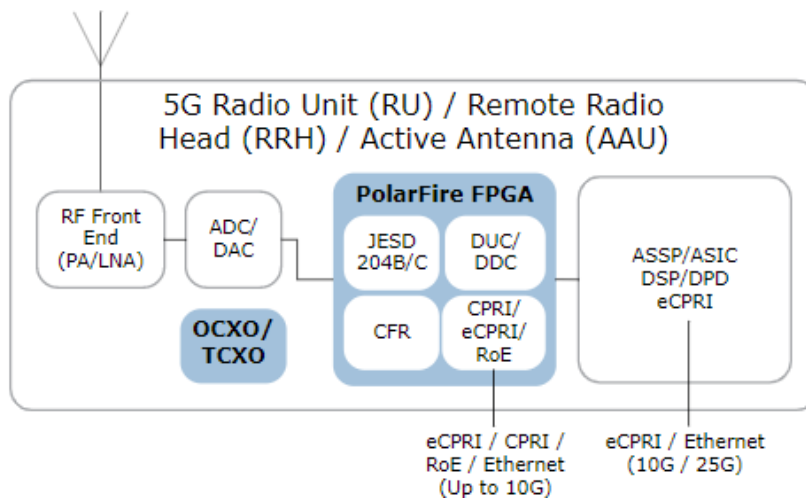 5G Radio Unit (RU) / Remote Radio
Head (RRH) / Active Antenna (AAU)
RF Front
End
(PA/LNA)
ADC/
DAC
OCXO/
TCXO
PolarFire FPGA
JESD
204B/C
DUC/
DDC
CFR
CPRI/
eCPRI/
RoE
ASSP/ASIC
DSP/DPD
eCPRI
eCPRI / CPRI /
RoE / Ethernet
(Up to 10G)
eCPRI / Ethernet
(10G / 25G)